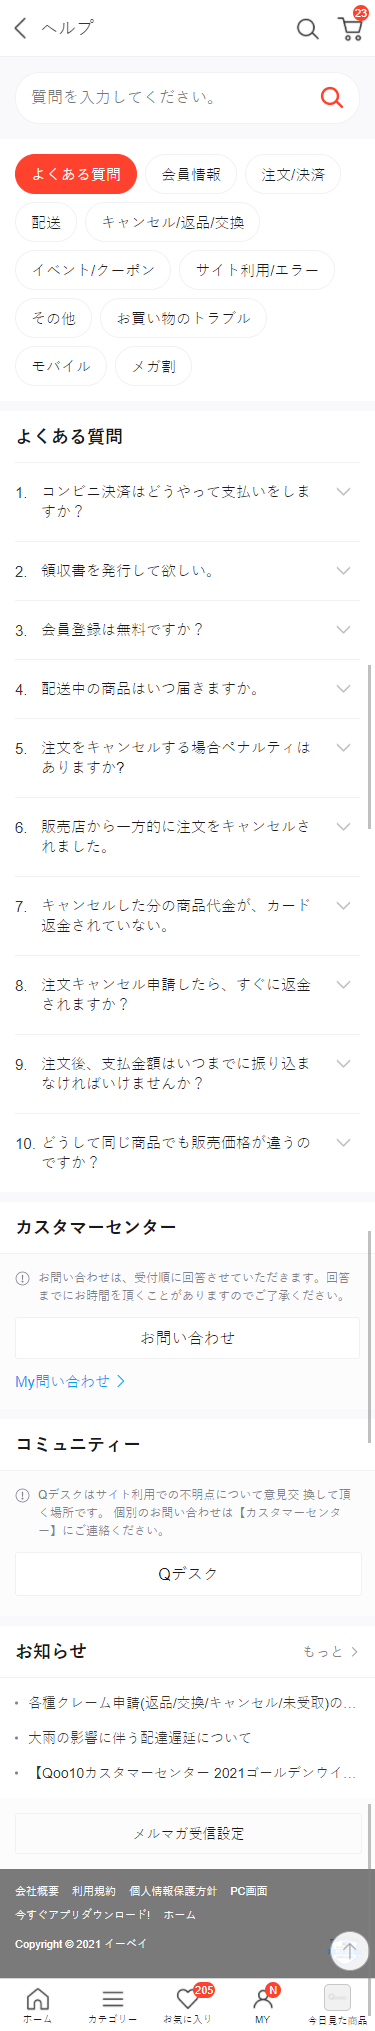 ヘルプ
23
質問を入力してください。
よくある質問 会員情報 注文/決済
配送 キャンセル/返品/交換
イベント/クーポン サイト利用/エラー
その他 お買い物のトラブル
モバイル メガ割
よくある質問
1. コンビニ決済はどうやって支払いをしま
すか？
2. 領収書を発行して欲しい。
3. 会員登録は無料ですか？
4. 配送中の商品はいつ届きますか。
5. 注文をキャンセルする場合ペナルティは
ありますか?
6. 販売店から一方的に注文をキャンセルさ
れました。
7. キャンセルした分の商品代金が、カード
返金されていない。
8. 注文キャンセル申請したら、すぐに返金
されますか？
9. 注文後、支払金額はいつまでに振り込ま
なければいけませんか？
10. どうして同じ商品でも販売価格が違うの
ですか？
カスタマーセンター
お問い合わせは、受付順に回答させていただきます。回答
までにお時間を頂くことがありますのでご了承ください。
お問い合わせ
My問い合わせ
コミュニティー
Qデスクはサイト利用での不明点について意見交 換して頂
く場所です。 個別のお問い合わせは【カスタマーセンタ
ー】にご連絡ください。
Qデスク
お知らせ もっと
各種クレーム申請(返品/交換/キャンセル/未受取)の...
大雨の影響に伴う配達遅延について
【Qoo10カスタマーセンター 2021ゴールデンウイ...
メルマガ受信設定
会社概要 利用規約 個人情報保護方針 PC画面
今すぐアプリダウンロード! ホーム
Copyright © 2021 イーベイ
205 N
ホーム カテゴリー お気に入り MY 今日見た商品